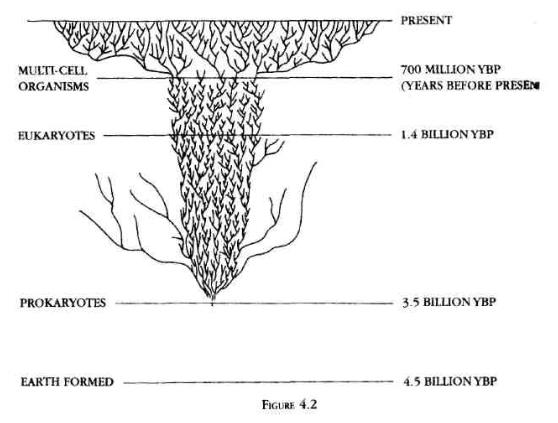 PRESENT
MULTI-CELL
ORGANISMS
700 MILLION YBP
(YEARS BEFORE PRESEN
EUKARYOTES
1.4 BILLION YBP
PROKARYOTES
3.5 BILLION YBP
EARTH FORMED
4.5 BILLION YBP
FIGURE 4.2